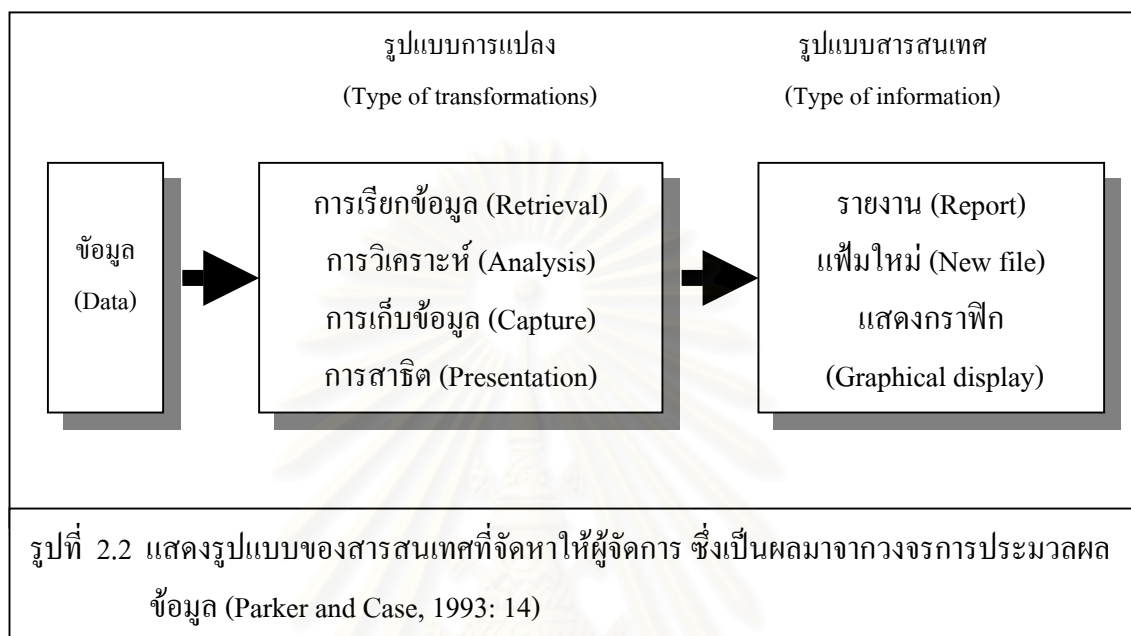 รูปแบบการแปลง
(Type of transformations)
รูปแบบสารสนเทศ
(Type of information)
ข้อมูล
(Data)
การเรียกข้อมูล (Retrieval)
การวิเคราะห์ (Analysis)
การเก็บข้อมูล (Capture)
การสาธิต (Presentation)
รายงาน (Report)
แฟ้มใหม่ (New file)
แสดงกราฟิก
(Graphical display)
รูปที่ 2.2 แสดงรูปแบบของสารสนเทศที่จัดหาให้ผู้จัดการ ซึ่งเป็นผลมาจากวงจรการประมวลผล
ข้อมูล (Parker and Case, 1993: 14)